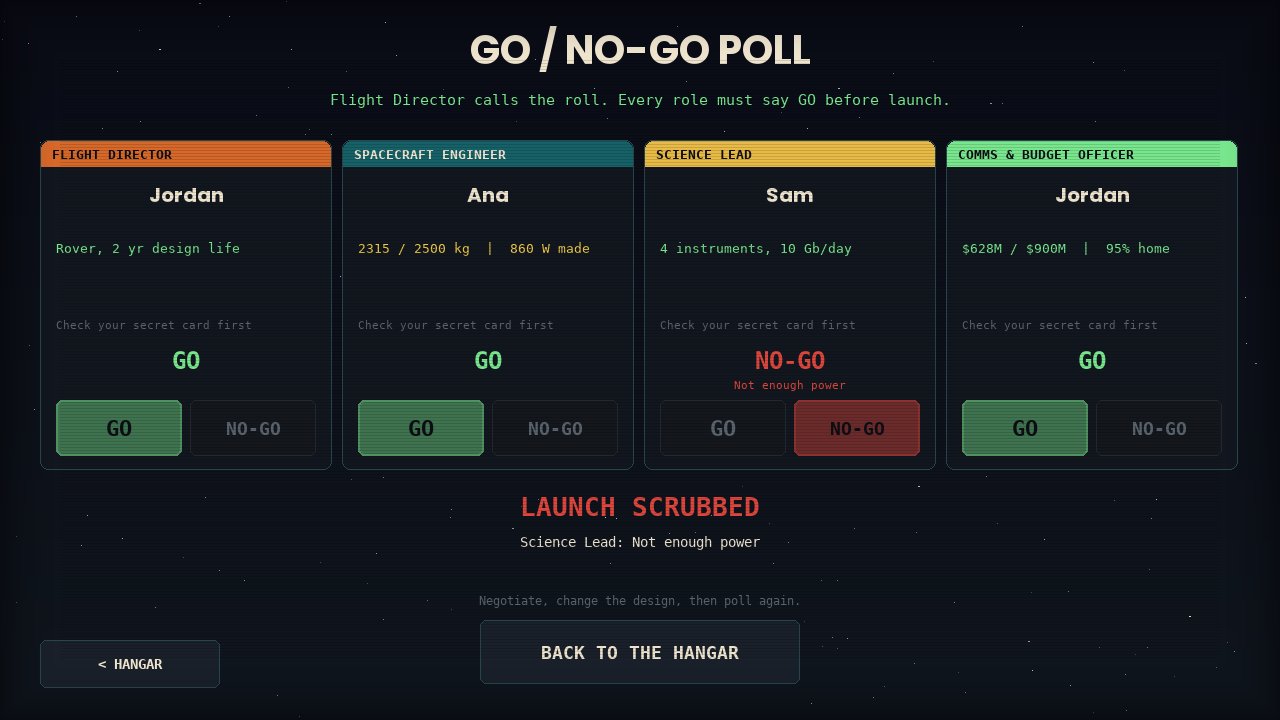 GO / NO-GO POLL
Flight Director calls the roll. Every role must say GO before launch.
FLIGHT DIRECTOR
Jordan
Rover, 2 yr design life
Check your secret card first
GO
GO
NO-GO
SPACECRAFT ENGINEER
Ana
2315 / 2500 kg | 860 W made
Check your secret card first
GO
GO
NO-GO
SCIENCE LEAD
Sam
4 instruments, 10 Gb/day
Check your secret card first
NO-GO
Not enough power
GO
NO-GO
COMMS & BUDGET OFFICER
Jordan
$628M / $900M | 95% home
Check your secret card first
GO
GO
NO-GO
LAUNCH SCRUBBED
Science Lead: Not enough power
Negotiate, change the design, then poll again.
< HANGAR
BACK TO THE HANGAR